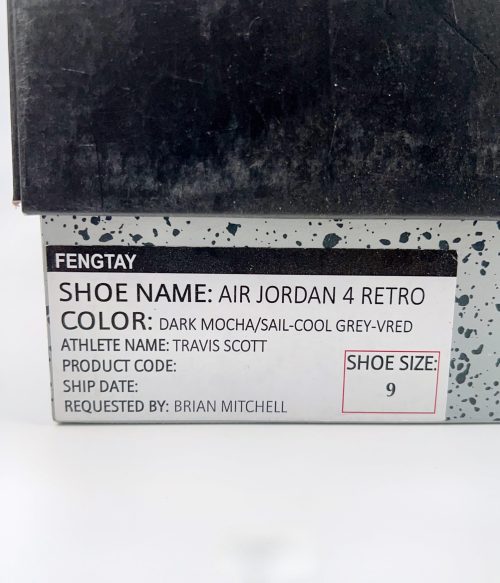 FENGTAY
SHOE NAME: AIR JORDAN 4 RETRO
COLOR: DARK MOCHA/SAIL-COOL GREY-VRED
ATHLETE NAME: TRAVIS SCOTT
PRODUCT CODE:
SHIP DATE:
REQUESTED BY: BRIAN MITCHELL
SHOE SIZE:
9